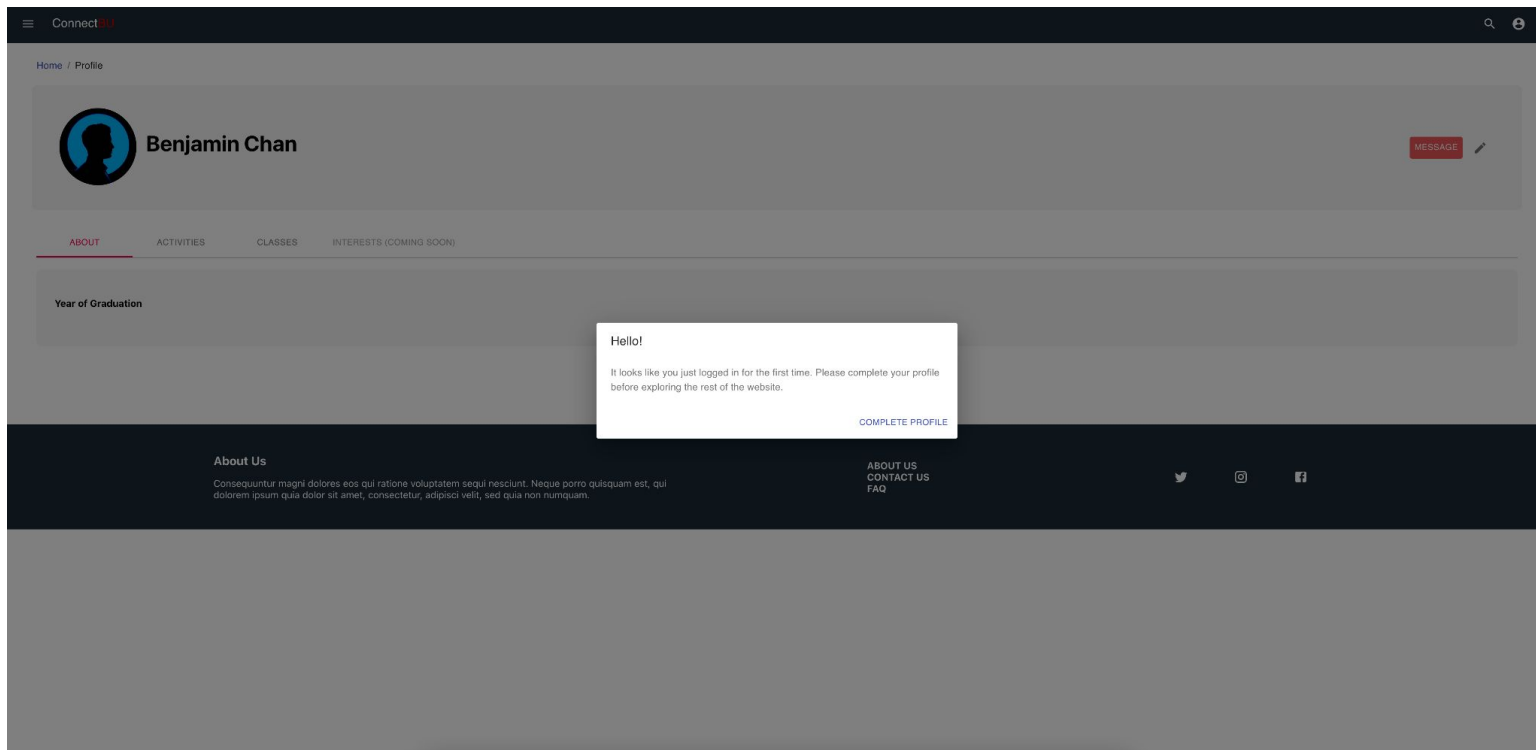 ConnectBU
Home / Profile
Benjamin Chan
MESSAGE
ABOUT ACTIVITIES CLASSES INTERESTS (COMING SOON)
Year of Graduation
Hello!
It looks like you just logged in for the first time. Please complete your profile
before exploring the rest of the website.
COMPLETE PROFILE
About Us
Consequuntur magni dolores eos qui ratione voluptatem sequi nesciunt. Neque porro quisquam est, qui
dolorem ipsum quia dolor sit amet, consectetur, adipisci velit, sed quia non numquam.
ABOUT US
CONTACT US
FAQ